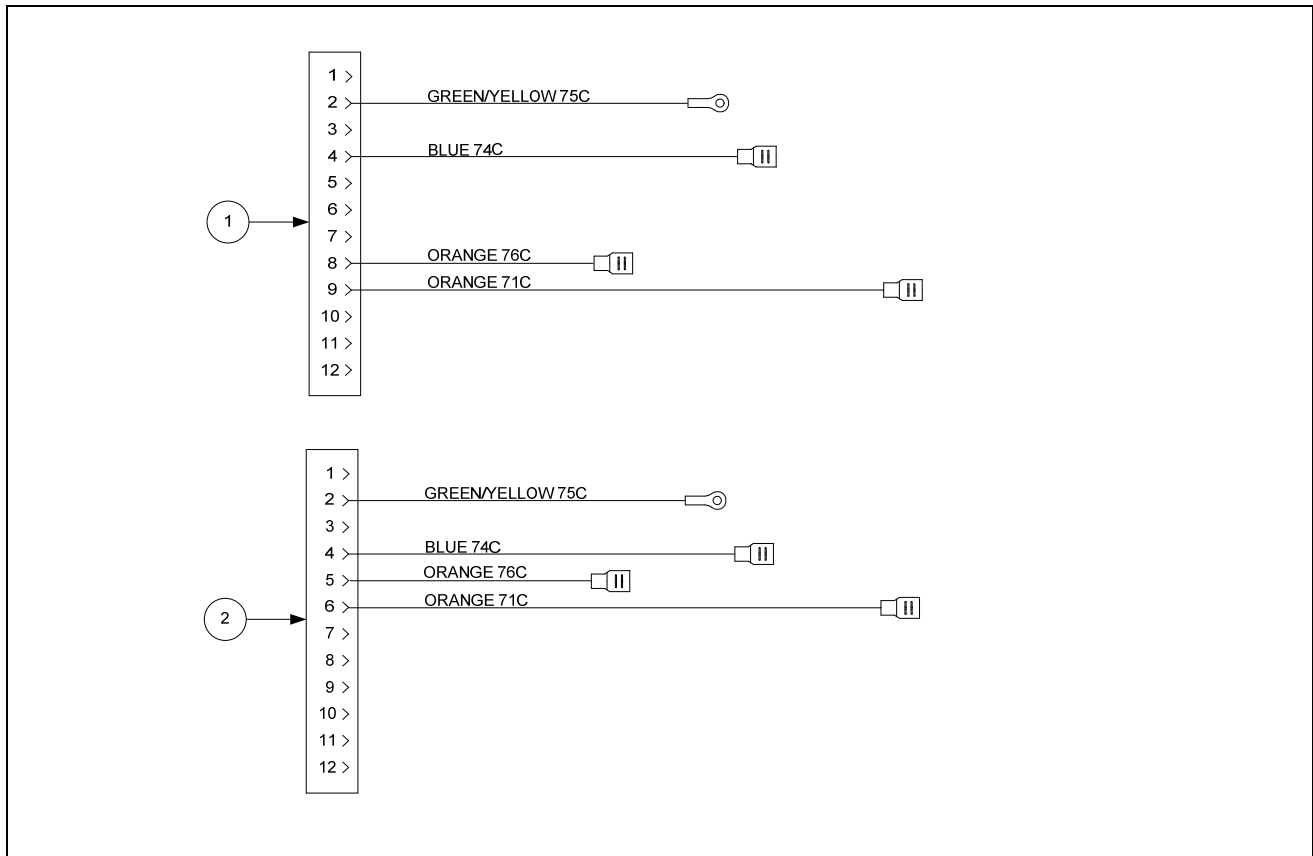 1
2 GREEN/YELLOW 75C
3
4 BLUE 74C
5
6
1
7
8 ORANGE 76C
9 ORANGE 71C
10
11
12
1
2 GREEN/YELLOW 75C
3
4 BLUE 74C
5 ORANGE 76C
6 ORANGE 71C
2
7
8
9
10
11
12